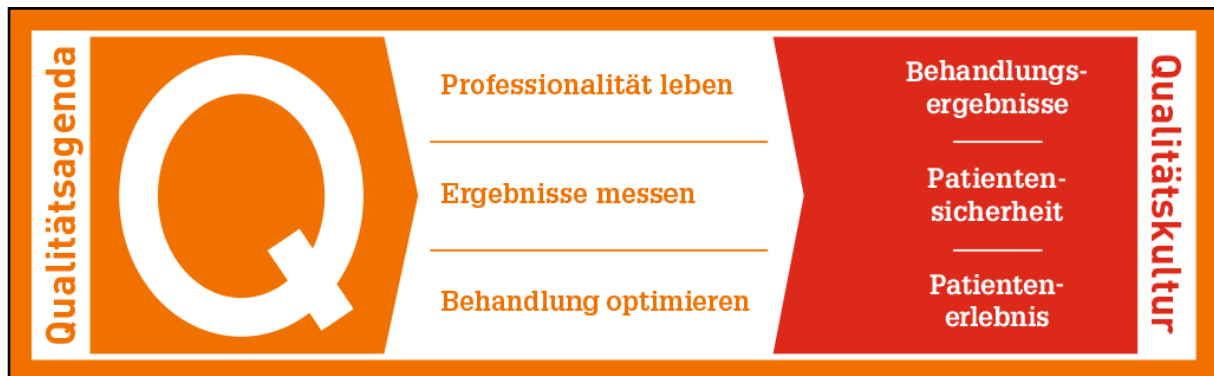 Qualitätsagenda
Q
Professionalität leben
Ergebnisse messen
Behandlung optimieren
Behandlungs-
ergebnisse
Patienten-
sicherheit
Patienten-
erlebnis
Qualitätskultur